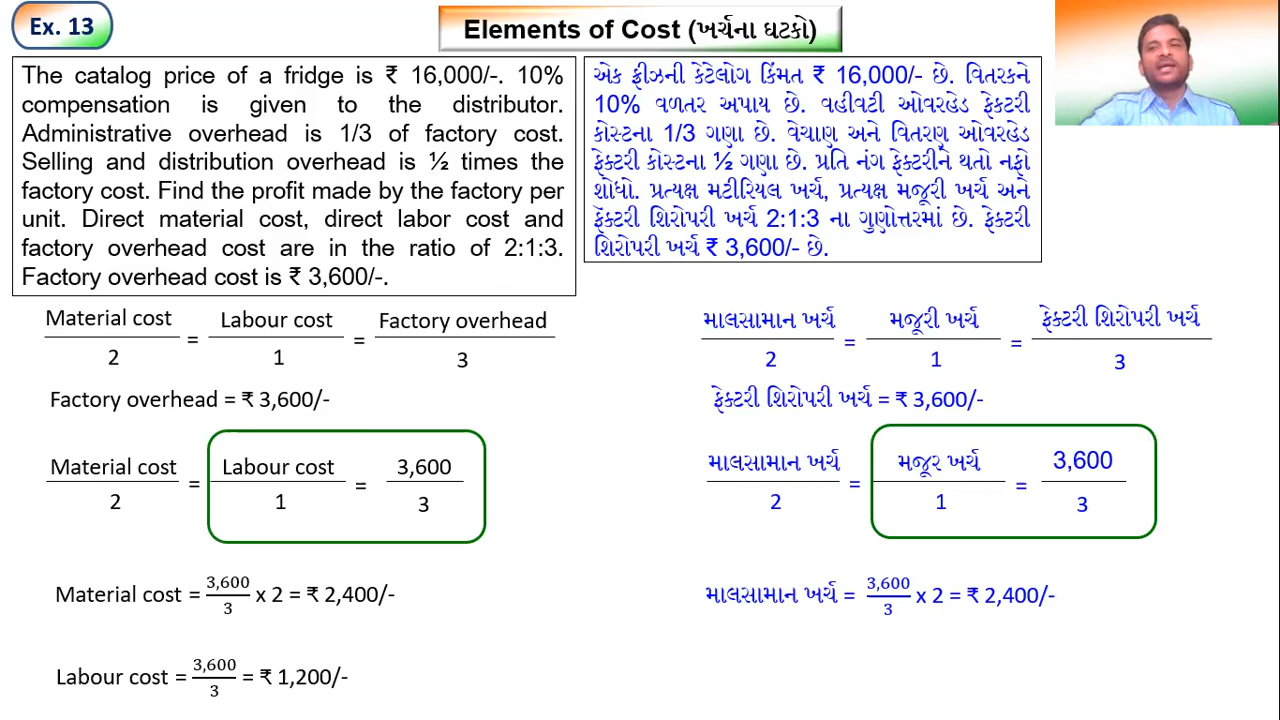 Ex. 13
Elements of Cost (ખર્ચના ઘટકો)
The catalog price of a fridge is ₹ 16,000/-. 10%
compensation is given to the distributor.
Administrative overhead is 1/3 of factory cost.
Selling and distribution overhead is ½ times the
factory cost. Find the profit made by the factory per
unit. Direct material cost, direct labor cost and
factory overhead cost are in the ratio of 2:1:3.
Factory overhead cost is ₹ 3,600/-.
એક ફ્રીઝની કેટેલોગ કિંમત ₹ 16,000/- છે. વિતરકને
10% વળતર અપાય છે. વહીવટી ઓવરહેડ ફેક્ટરી
કોસ્ટના 1/3 ગણા છે. વેચાણ અને વિતરણ ઓવરહેડ
ફેક્ટરી કોસ્ટના ½ ગણા છે. પ્રતિ નંગ ફેક્ટરીને થતો નફો
શોધો. પ્રત્યક્ષ મટીરિયલ ખર્ચ, પ્રત્યક્ષ મજૂરી ખર્ચ અને
ફેક્ટરી શિરોપરી ખર્ચ 2:1:3 ના ગુણોત્તરમાં છે. ફેક્ટરી
શિરોપરી ખર્ચ ₹ 3,600/- છે.
Material cost / 2 = Labour cost / 1 = Factory overhead / 3
Factory overhead = ₹ 3,600/-
Material cost / 2 = Labour cost / 1 = 3,600 / 3
Material cost = 3,600/3 x 2 = ₹ 2,400/-
Labour cost = 3,600/3 = ₹ 1,200/-
માલસામાન ખર્ચ / 2 = મજૂરી ખર્ચ / 1 = ફેક્ટરી શિરોપરી ખર્ચ / 3
ફેક્ટરી શિરોપરી ખર્ચ = ₹ 3,600/-
માલસામાન ખર્ચ / 2 = મજૂર ખર્ચ / 1 = 3,600 / 3
માલસામાન ખર્ચ = 3,600/3 x 2 = ₹ 2,400/-